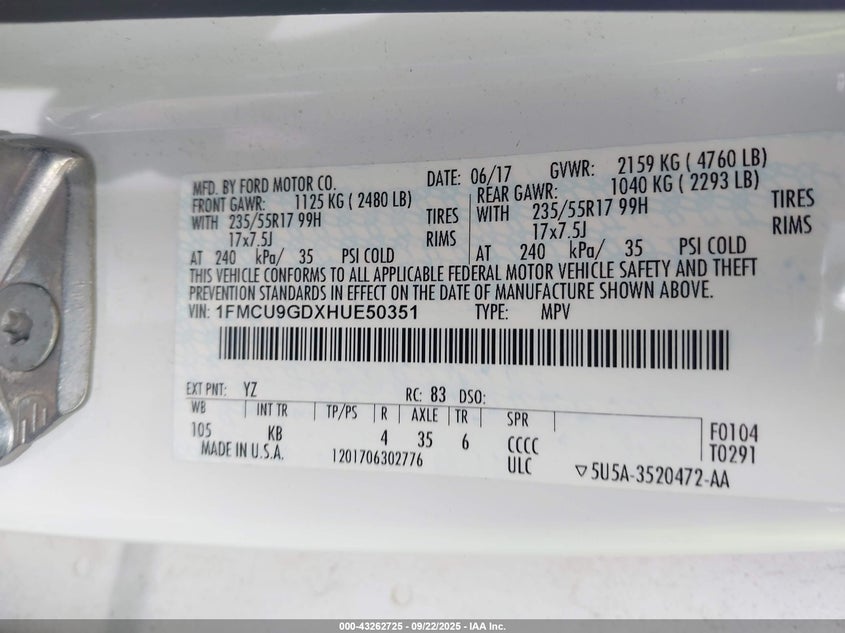 MFD. BY FORD MOTOR CO. DATE: 06/17 GVWR: 2159 KG ( 4760 LB)
FRONT GAWR: 1125 KG ( 2480 LB) REAR GAWR: 1040 KG ( 2293 LB)
WITH 235/55R17 99H TIRES WITH 235/55R17 99H TIRES
17x7.5J RIMS 17x7.5J RIMS
AT 240 kPa/ 35 PSI COLD AT 240 kPa/ 35 PSI COLD
THIS VEHICLE CONFORMS TO ALL APPLICABLE FEDERAL MOTOR VEHICLE SAFETY AND THEFT
PREVENTION STANDARDS IN EFFECT ON THE DATE OF MANUFACTURE SHOWN ABOVE.
VIN: 1FMCU9GDXHUE50351 TYPE: MPV
EXT PNT: YZ RC: 83 DSO:
WB INT TR TP/PS R AXLE TR SPR
105 KB 4 35 6 CCCC F0104
MADE IN U.S.A. 1201706302776 ULC T0291
▽5U5A-3520472-AA
000-43262725 - 09/22/2025 - IAA Inc.